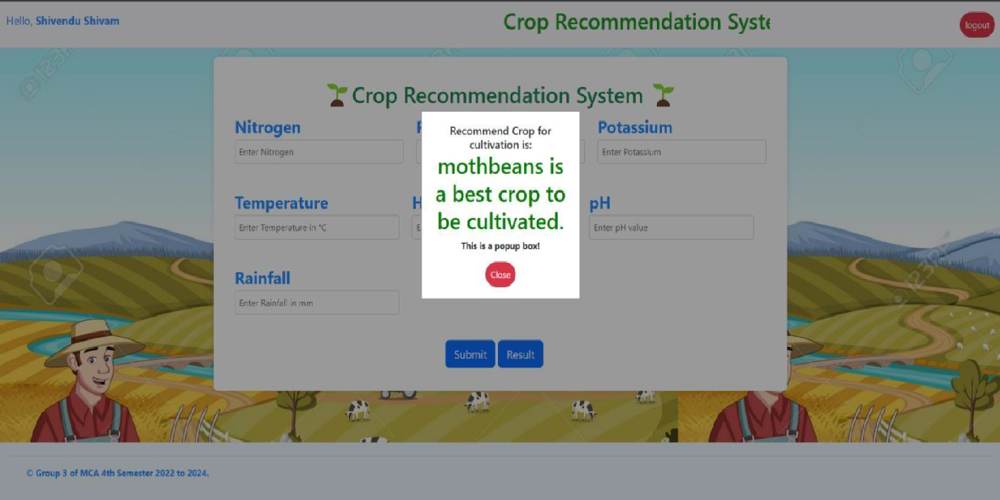 Hello, Shivendu Shivam
Crop Recommendation Syste
logout
Crop Recommendation System
Nitrogen
Potassium
Enter Nitrogen
Enter Potassium
Recommend Crop for
cultivation is:
mothbeans is
a best crop to
be cultivated.
This is a popup box!
Close
Temperature
H
pH
Enter Temperature in °C
E
Enter pH value
Rainfall
Enter Rainfall in mm
Submit
Result
© Group 3 of MCA 4th Semester 2022 to 2024.